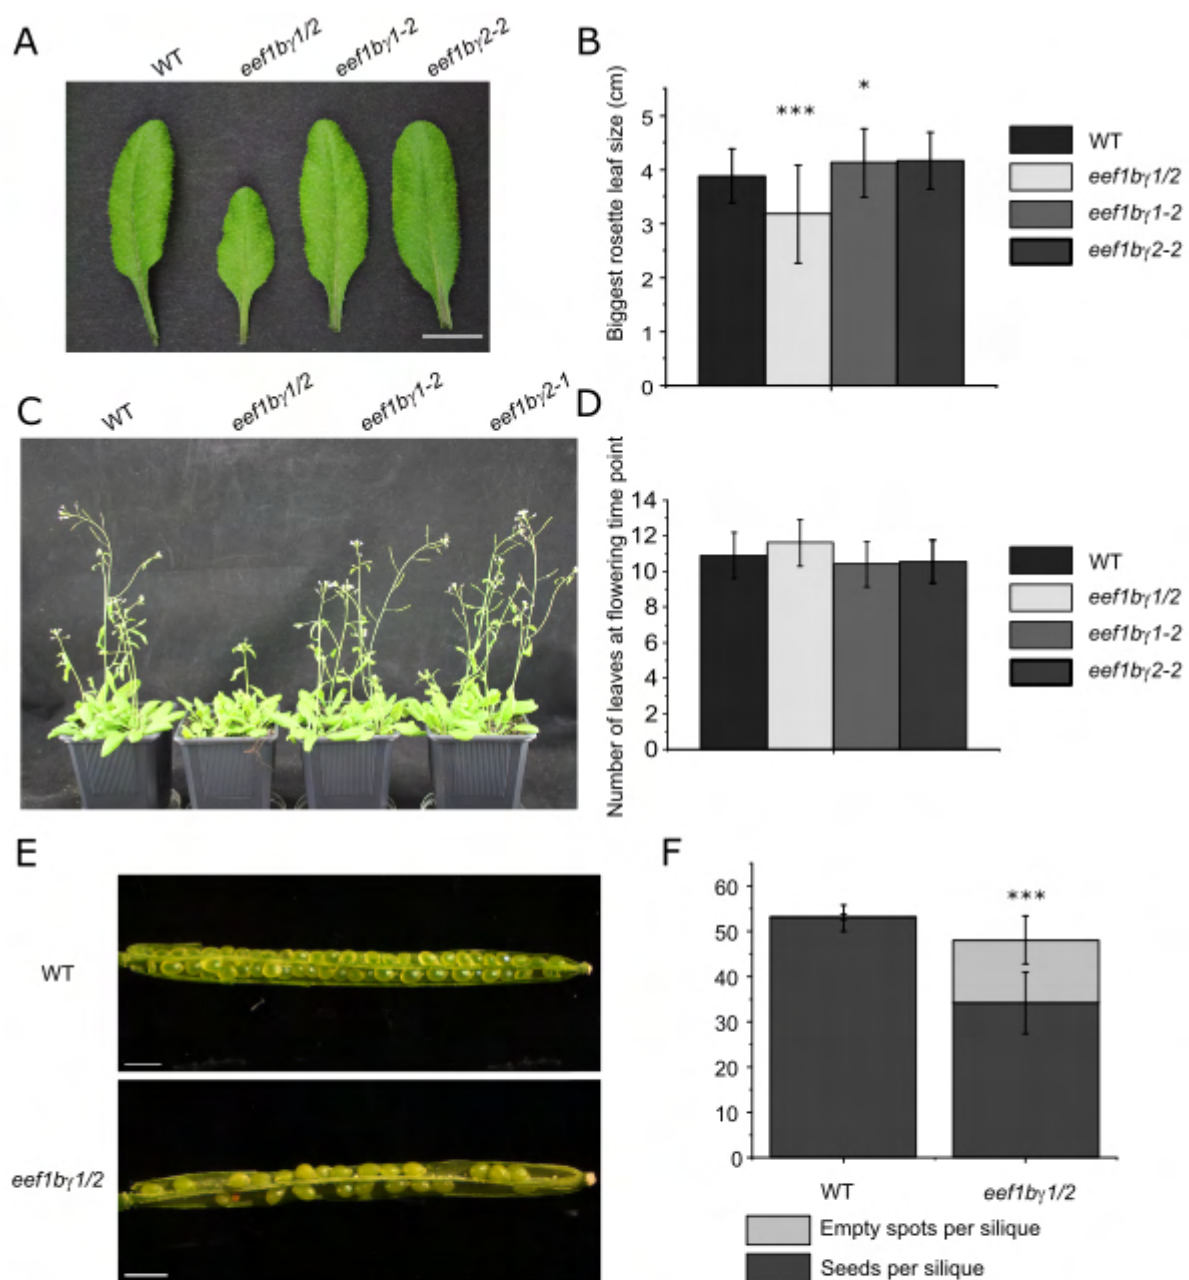 A
WT
eef1bγ1/2
eef1bγ1-2
eef1bγ2-2
B
Biggest rosette leaf size (cm)
5
4
3
2
1
0
***
*
WT
eef1bγ1/2
eef1bγ1-2
eef1bγ2-2
C
WT
eef1bγ1/2
eef1bγ1-2
eef1bγ2-1
D
Number of leaves at flowering time point
14
12
10
8
6
4
2
0
WT
eef1bγ1/2
eef1bγ1-2
eef1bγ2-2
E
WT
eef1bγ1/2
F
60
50
40
30
20
10
0
***
WT
eef1bγ1/2
Empty spots per silique
Seeds per silique